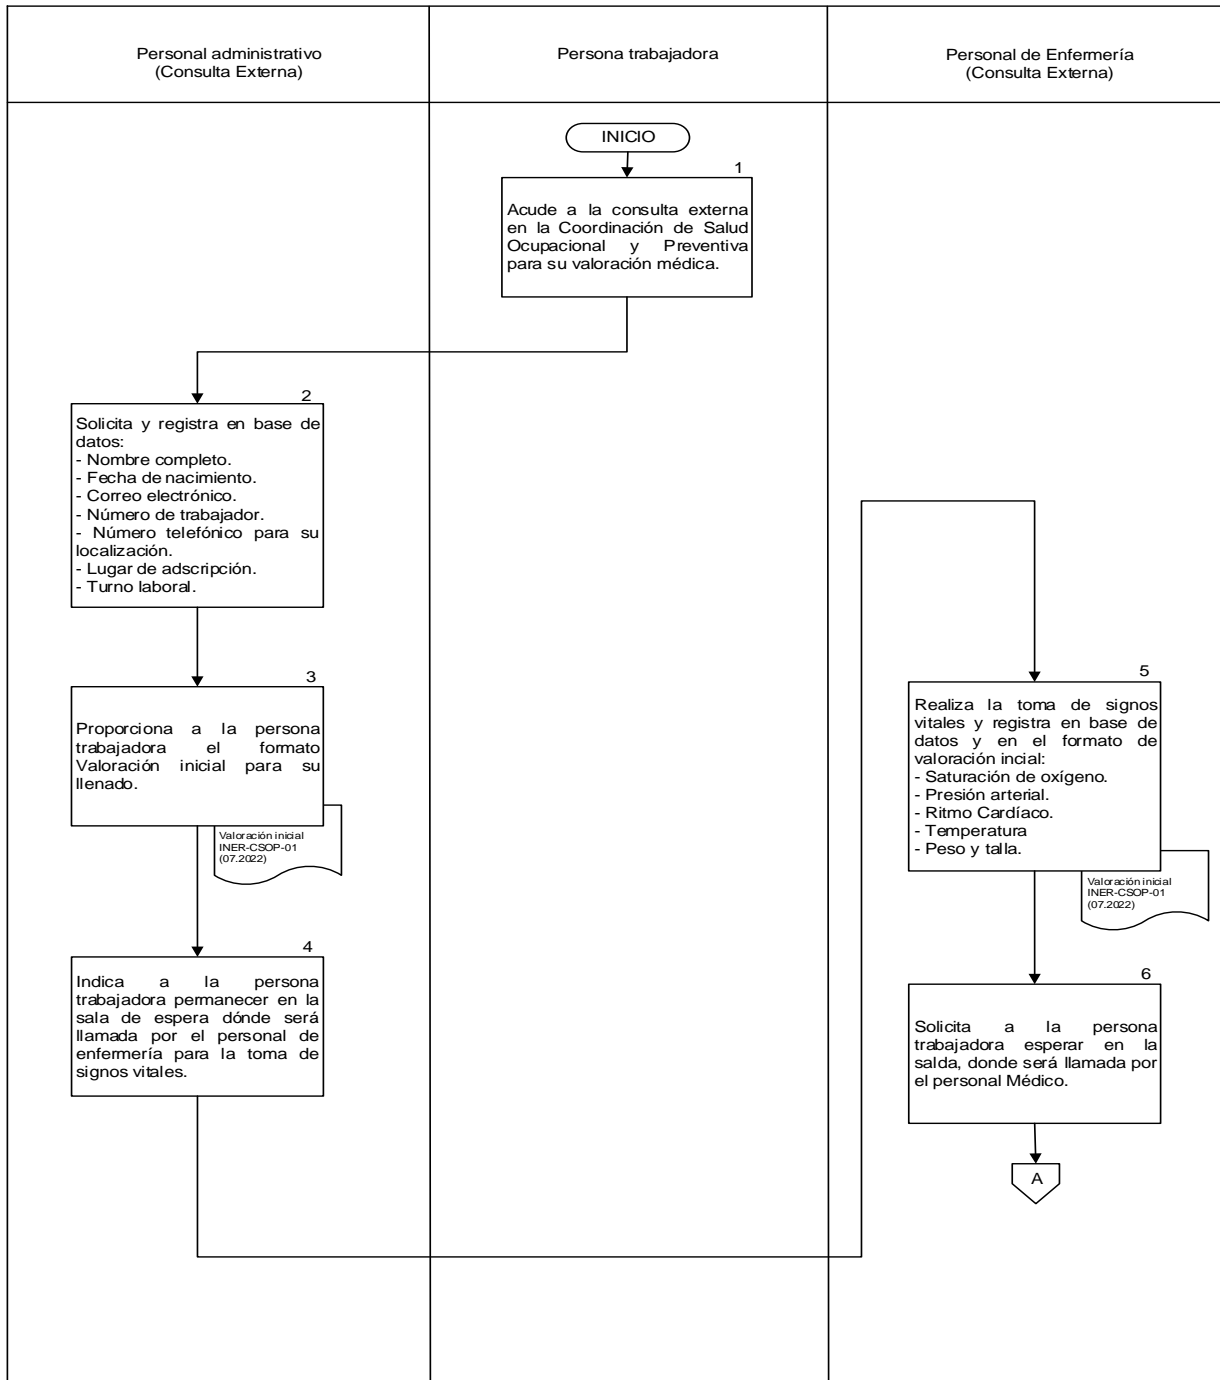 Personal administrativo
(Consulta Externa)
Persona trabajadora
Personal de Enfermería
(Consulta Externa)
INICIO
1
Acude a la consulta externa
en la Coordinación de Salud
Ocupacional y Preventiva
para su valoración médica.
2
Solicita y registra en base de
datos:
- Nombre completo.
- Fecha de nacimiento.
- Correo electrónico.
- Número de trabajador.
- Número telefónico para su
localización.
- Lugar de adscripción.
- Turno laboral.
3
Proporciona a la persona
trabajadora el formato
Valoración inicial para su
llenado.
Valoración inicial
INER-CSOP-01
(07.2022)
4
Indica a la persona
trabajadora permanecer en la
sala de espera dónde será
llamada por el personal de
enfermería para la toma de
signos vitales.
5
Realiza la toma de signos
vitales y registra en base de
datos y en el formato de
valoración incial:
- Saturación de oxígeno.
- Presión arterial.
- Ritmo Cardíaco.
- Temperatura
- Peso y talla.
Valoración inicial
INER-CSOP-01
(07.2022)
6
Solicita a la persona
trabajadora esperar en la
salda, donde será llamada por
el personal Médico.
A